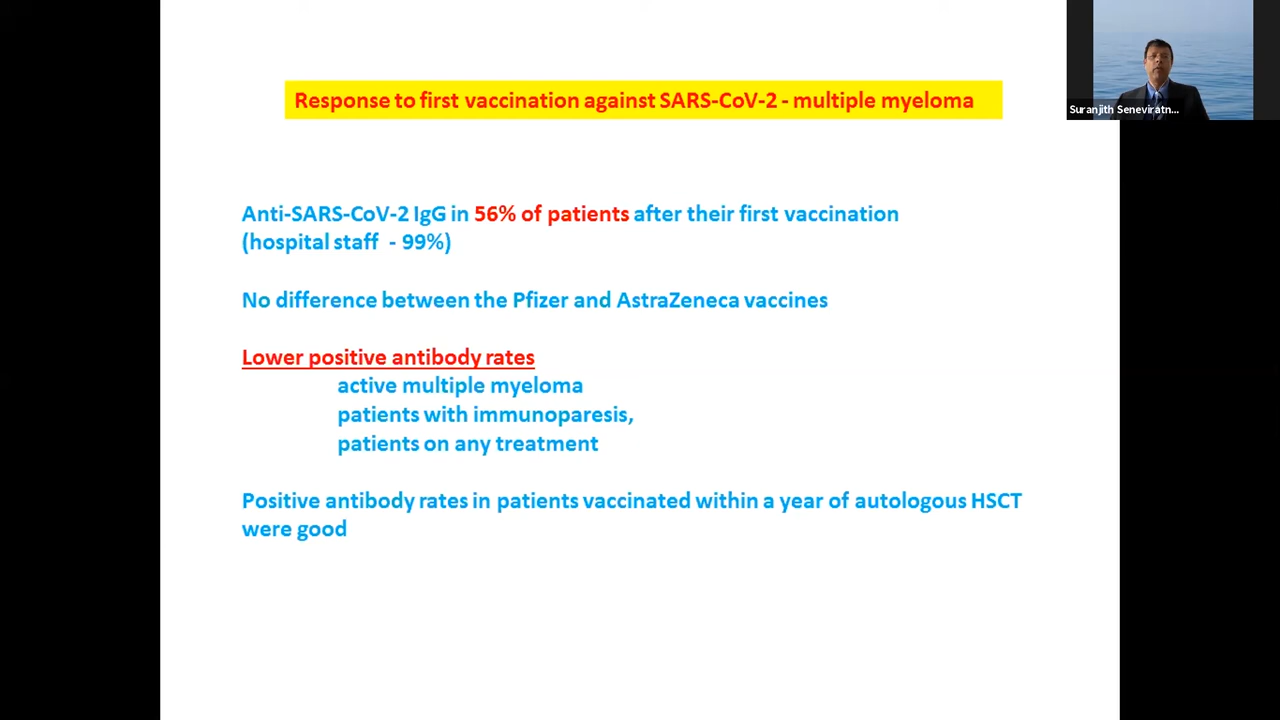 Response to first vaccination against SARS-CoV-2 - multiple myeloma
Suranjith Seneviratn...
Anti-SARS-CoV-2 IgG in 56% of patients after their first vaccination
(hospital staff - 99%)
No difference between the Pfizer and AstraZeneca vaccines
Lower positive antibody rates
active multiple myeloma
patients with immunoparesis,
patients on any treatment
Positive antibody rates in patients vaccinated within a year of autologous HSCT
were good